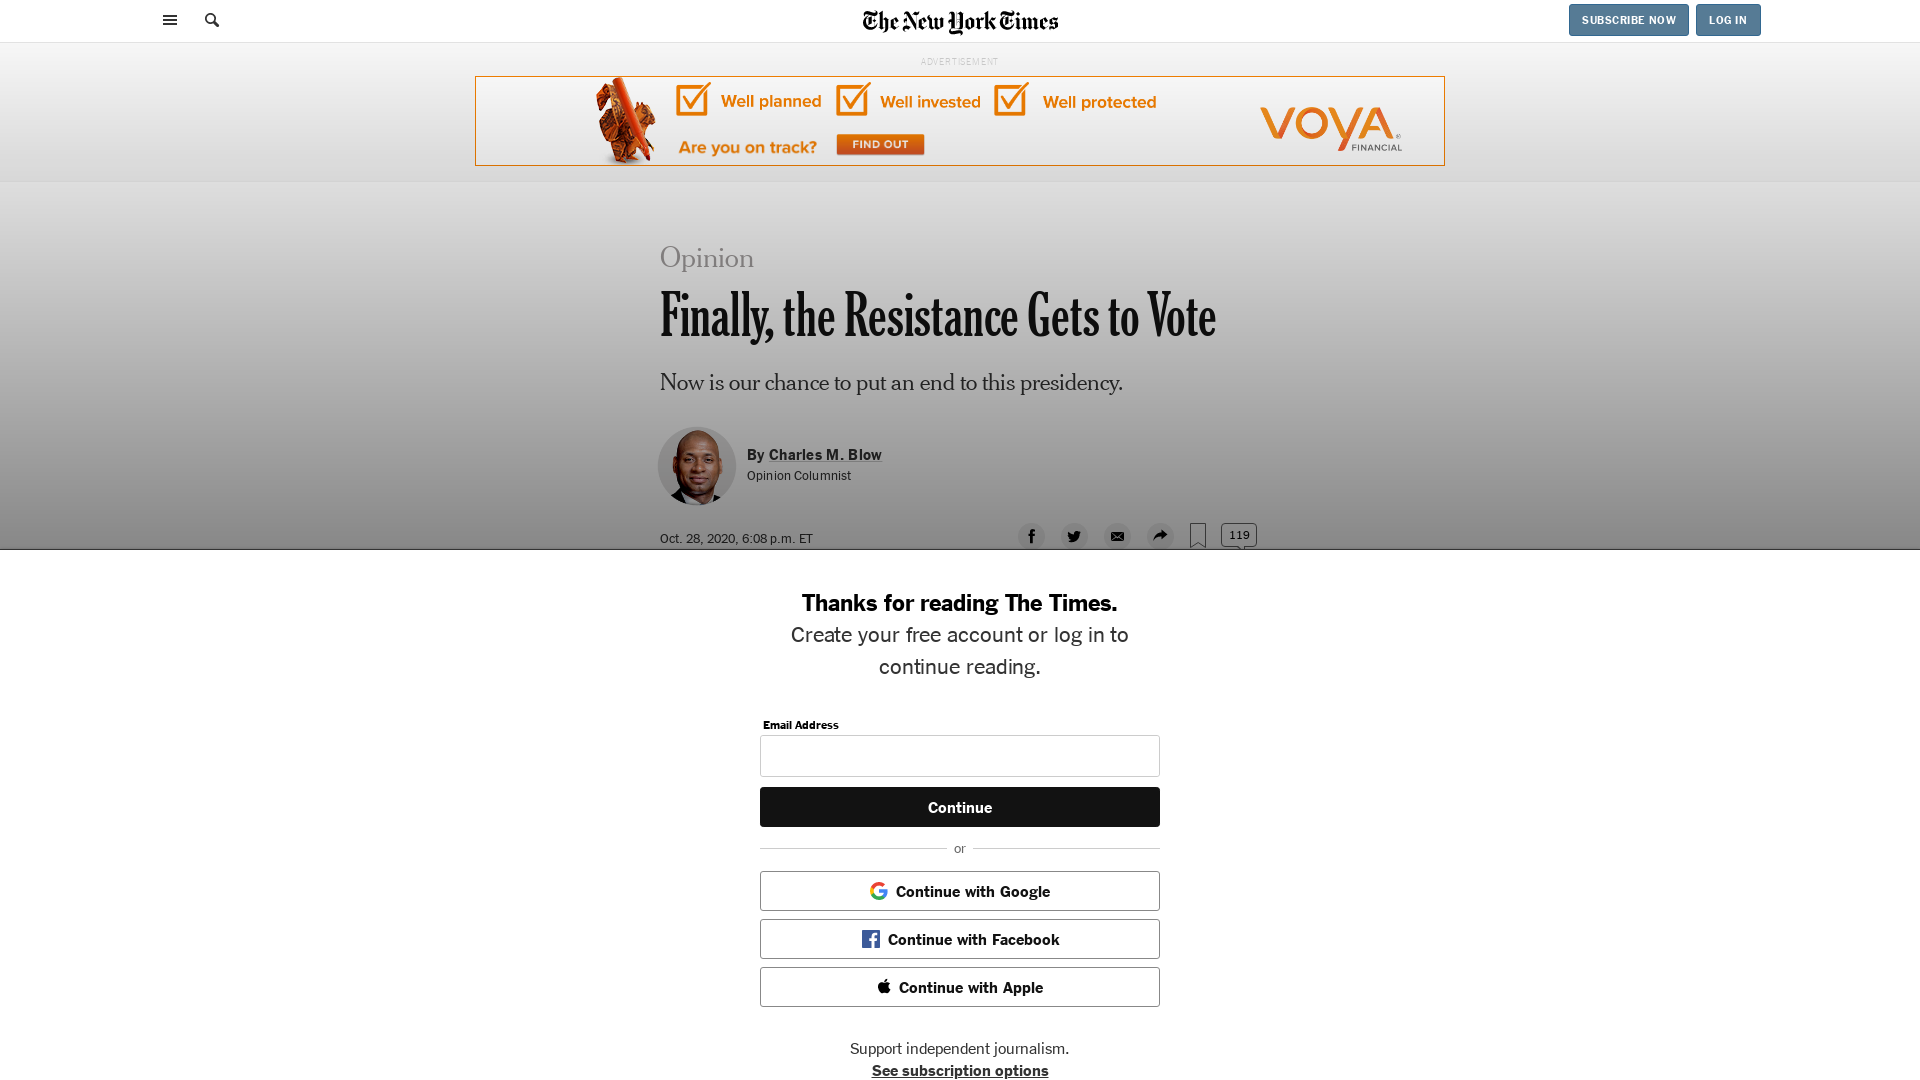 The New York Times
SUBSCRIBE NOW
LOG IN
ADVERTISEMENT
Well planned
Well invested
Well protected
Are you on track?
FIND OUT
VOYA®
FINANCIAL
Opinion
Finally, the Resistance Gets to Vote
Now is our chance to put an end to this presidency.
By Charles M. Blow
Opinion Columnist
Oct. 28, 2020, 6:08 p.m. ET
119
Thanks for reading The Times.
Create your free account or log in to
continue reading.
Email Address
Continue
or
Continue with Google
Continue with Facebook
Continue with Apple
Support independent journalism.
See subscription options